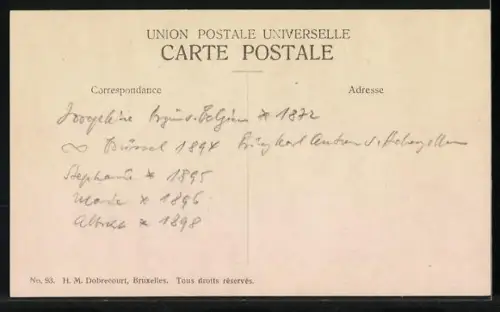 UNION POSTALE UNIVERSELLE
CARTE POSTALE
Correspondance
Adresse
Josephine Belgien * 1872
∞ Brüssel 1894 Karl Anton v. Hohenzollern
Stephanie * 1895
Marie * 1896
Albrecht * 1898
No. 93. H. M. Dobrecourt, Bruxelles. Tous droits réservés.